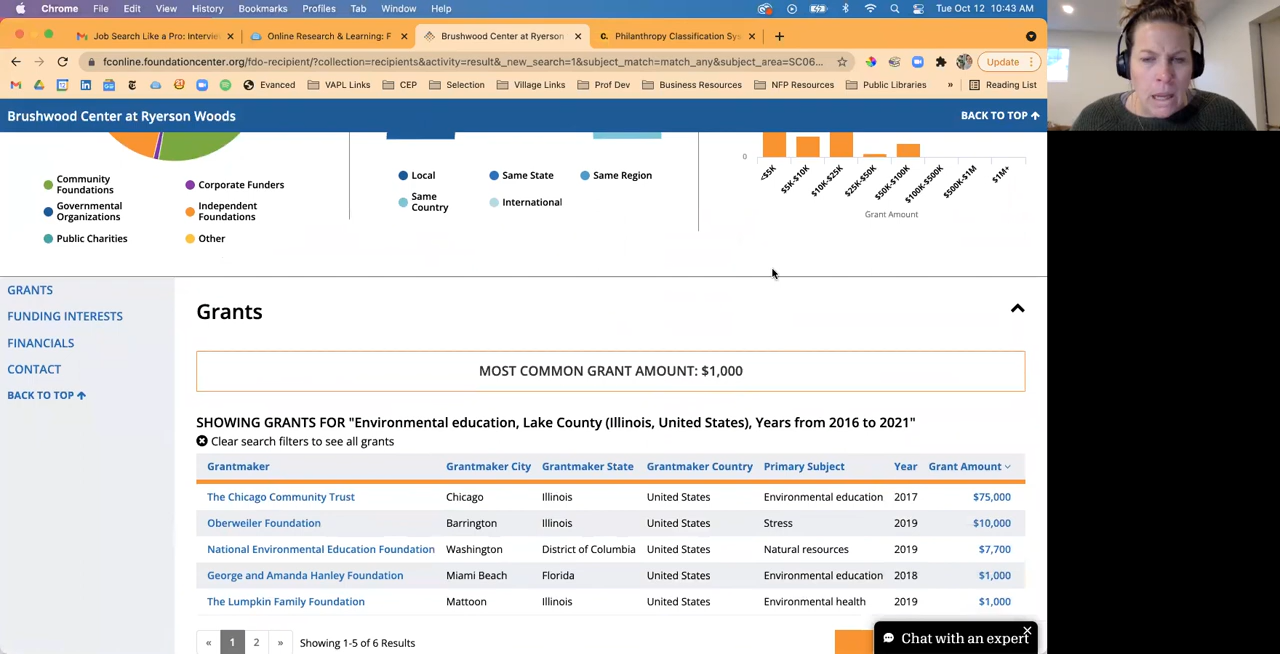 Chrome File Edit View History Bookmarks Profiles Tab Window Help Tue Oct 12 10:43 AM
Job Search Like a Pro: Intervie Online Research & Learning: F Brushwood Center at Ryerson Philanthropy Classification Sys
fconline.foundationcenter.org/fdo-recipient/?collection=recipients&activity=result&_new_search=1&subject_match=match_any&subject_area=SC06... Update
Evanced VAPL Links CEP Selection Village Links Prof Dev Business Resources NFP Resources Public Libraries » Reading List
Brushwood Center at Ryerson Woods BACK TO TOP
Community Foundations
Corporate Funders
Governmental Organizations
Independent Foundations
Public Charities
Other
Local Same State Same Region
Same Country
International
0
<$5K $5K-$10K $10K-$25K $25K-$50K $50K-$100K $100K-$500K $500K-$1M $1M+
Grant Amount
GRANTS
FUNDING INTERESTS
FINANCIALS
CONTACT
BACK TO TOP
Grants
MOST COMMON GRANT AMOUNT: $1,000
SHOWING GRANTS FOR "Environmental education, Lake County (Illinois, United States), Years from 2016 to 2021"
Clear search filters to see all grants
Grantmaker Grantmaker City Grantmaker State Grantmaker Country Primary Subject Year Grant Amount
The Chicago Community Trust Chicago Illinois United States Environmental education 2017 $75,000
Oberweiler Foundation Barrington Illinois United States Stress 2019 $10,000
National Environmental Education Foundation Washington District of Columbia United States Natural resources 2019 $7,700
George and Amanda Hanley Foundation Miami Beach Florida United States Environmental education 2018 $1,000
The Lumpkin Family Foundation Mattoon Illinois United States Environmental health 2019 $1,000
« 1 2 » Showing 1-5 of 6 Results
Chat with an expert